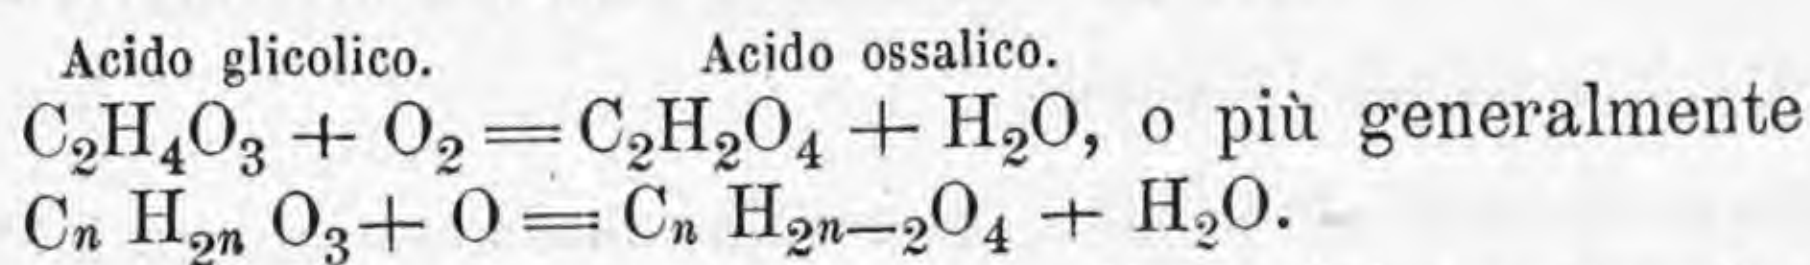 Acido glicolico. Acido ossalico.
C₂H₄O₃ + O₂ = C₂H₂O₄ + H₂O, o più generalmente
Cₙ H₂ₙ O₃ + O = Cₙ H₂ₙ₋₂O₄ + H₂O.